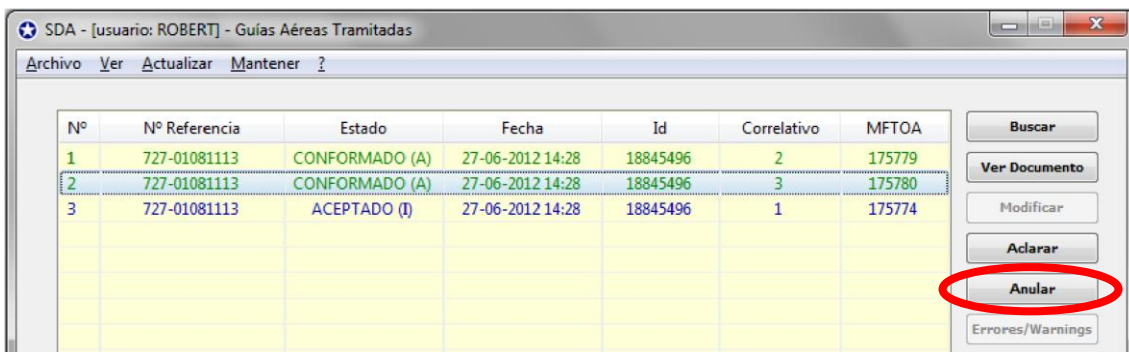 SDA - [usuario: ROBERT] - Guías Aéreas Tramitadas
Archivo Ver Actualizar Mantener ?
Nº Nº Referencia Estado Fecha Id Correlativo MFTOA
1 727-01081113 CONFORMADO (A) 27-06-2012 14:28 18845496 2 175779
2 727-01081113 CONFORMADO (A) 27-06-2012 14:28 18845496 3 175780
3 727-01081113 ACEPTADO (I) 27-06-2012 14:28 18845496 1 175774
Buscar
Ver Documento
Modificar
Aclarar
Anular
Errores/Warnings